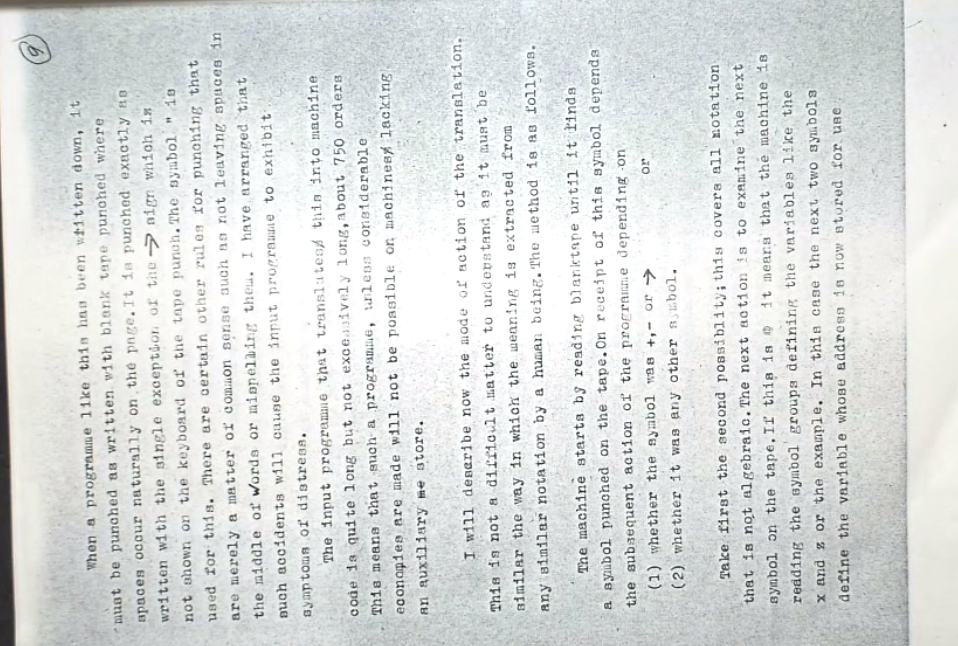 9
When a programme like this has been written down, it
must be punched as written with blank tape punched where
spaces occur naturally on the page.It is punched exactly as
written with the single exception of the → sign which is
not shown on the keyboard of the tape punch.The symbol " is
used for this. There are certain other rules for punching that
are merely a matter of common sense such as not leaving spaces in
the middle of words or mispelling them. I have arranged that
such accidents will cause the input programme to exhibit
symptoms of distress.
The input programme that translates this into machine
code is quite long but not excessively long,about 750 orders
This means that such a programme, unless considerable
economies are made will not be possible on machines lacking
an auxiliary store.
I will describe now the mode of action of the translation.
This is not a difficult matter to understand as it must be
similar the way in which the meaning is extracted from
any similar notation by a human being.The method is as follows.
The machine starts by reading blanktape until it finds
a symbol punched on the tape.On receipt of this symbol depends
the subsequent action of the programme depending on
(1) whether the symbol was +,- or → or
(2) whether it was any other symbol.
Take first the second possiblity;this covers all notation
that is not algebraic.The next action is to examine the next
symbol on the tape.If this is @ it means that the machine is
reading the symbol groups defining the variables like the
x and z or the example. In this case the next two symbols
define the variable whose address is now stored for use